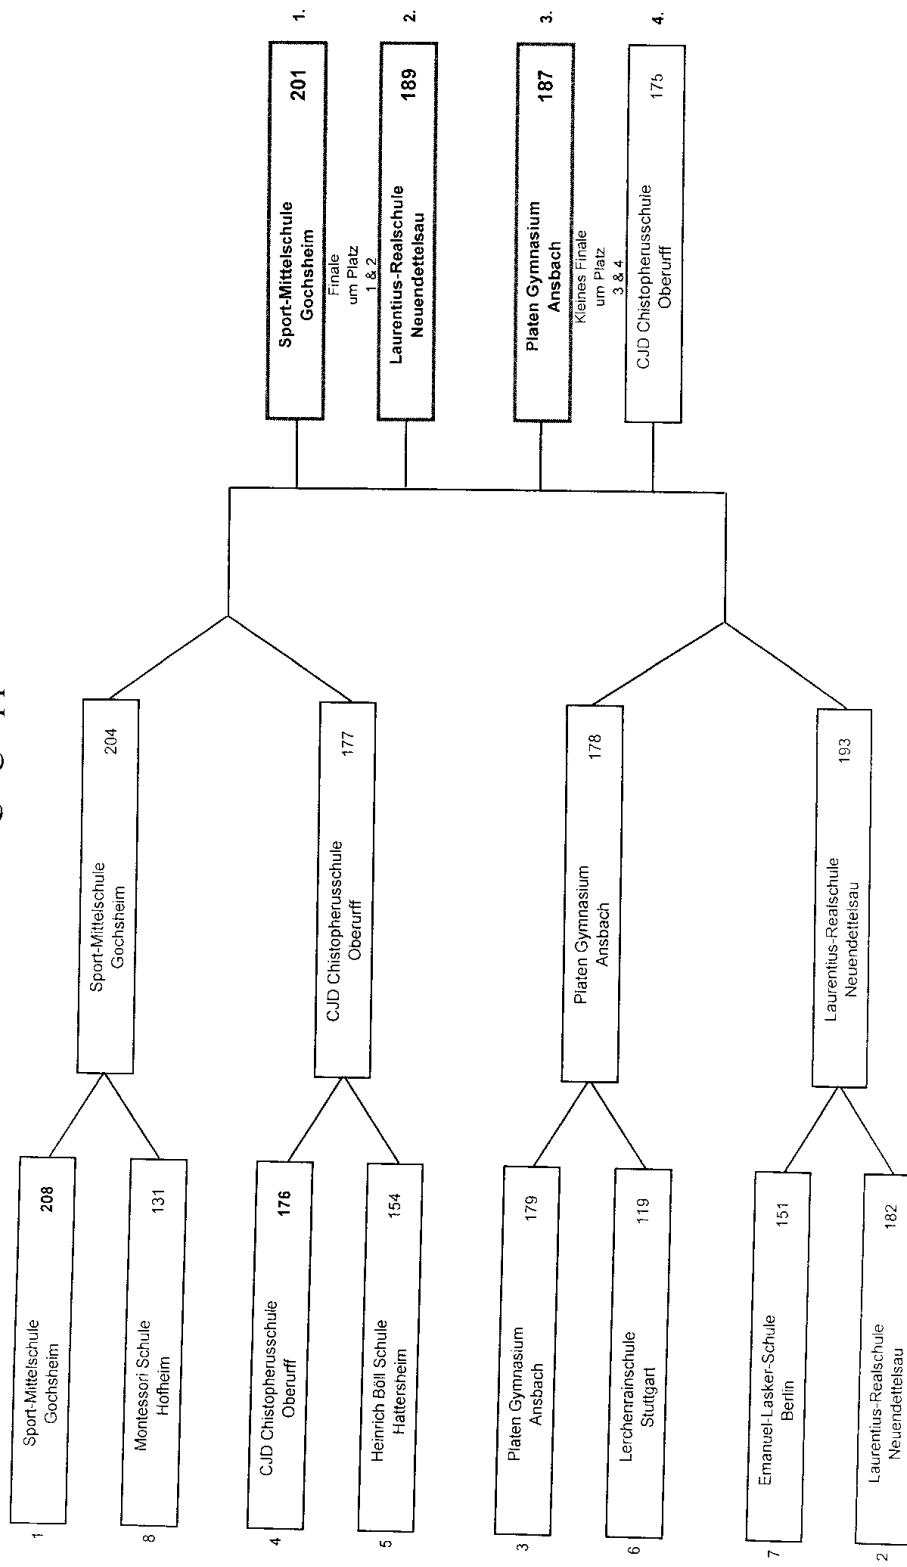 1
Sport-Mittelschule
Gochsheim
208
8
Montessori Schule
Hofheim
131
4
CJD Chistopherusschule
Oberurff
176
5
Heinrich Böll Schule
Hattersheim
154
3
Platen Gymnasium
Ansbach
179
6
Lerchenrainschule
Stuttgart
119
7
Emanuel-Lasker-Schule
Berlin
151
2
Laurentius-Realschule
Neuendettelsau
182
Sport-Mittelschule
Gochsheim
204
CJD Chistopherusschule
Oberurff
177
Platen Gymnasium
Ansbach
178
Laurentius-Realschule
Neuendettelsau
193
Sport-Mittelschule
Gochsheim
201
1.
Finale
um Platz
1 & 2
Laurentius-Realschule
Neuendettelsau
189
2.
Platen Gymnasium
Ansbach
187
3.
Kleines Finale
um Platz
3 & 4
CJD Chistopherusschule
Oberurff
175
4.